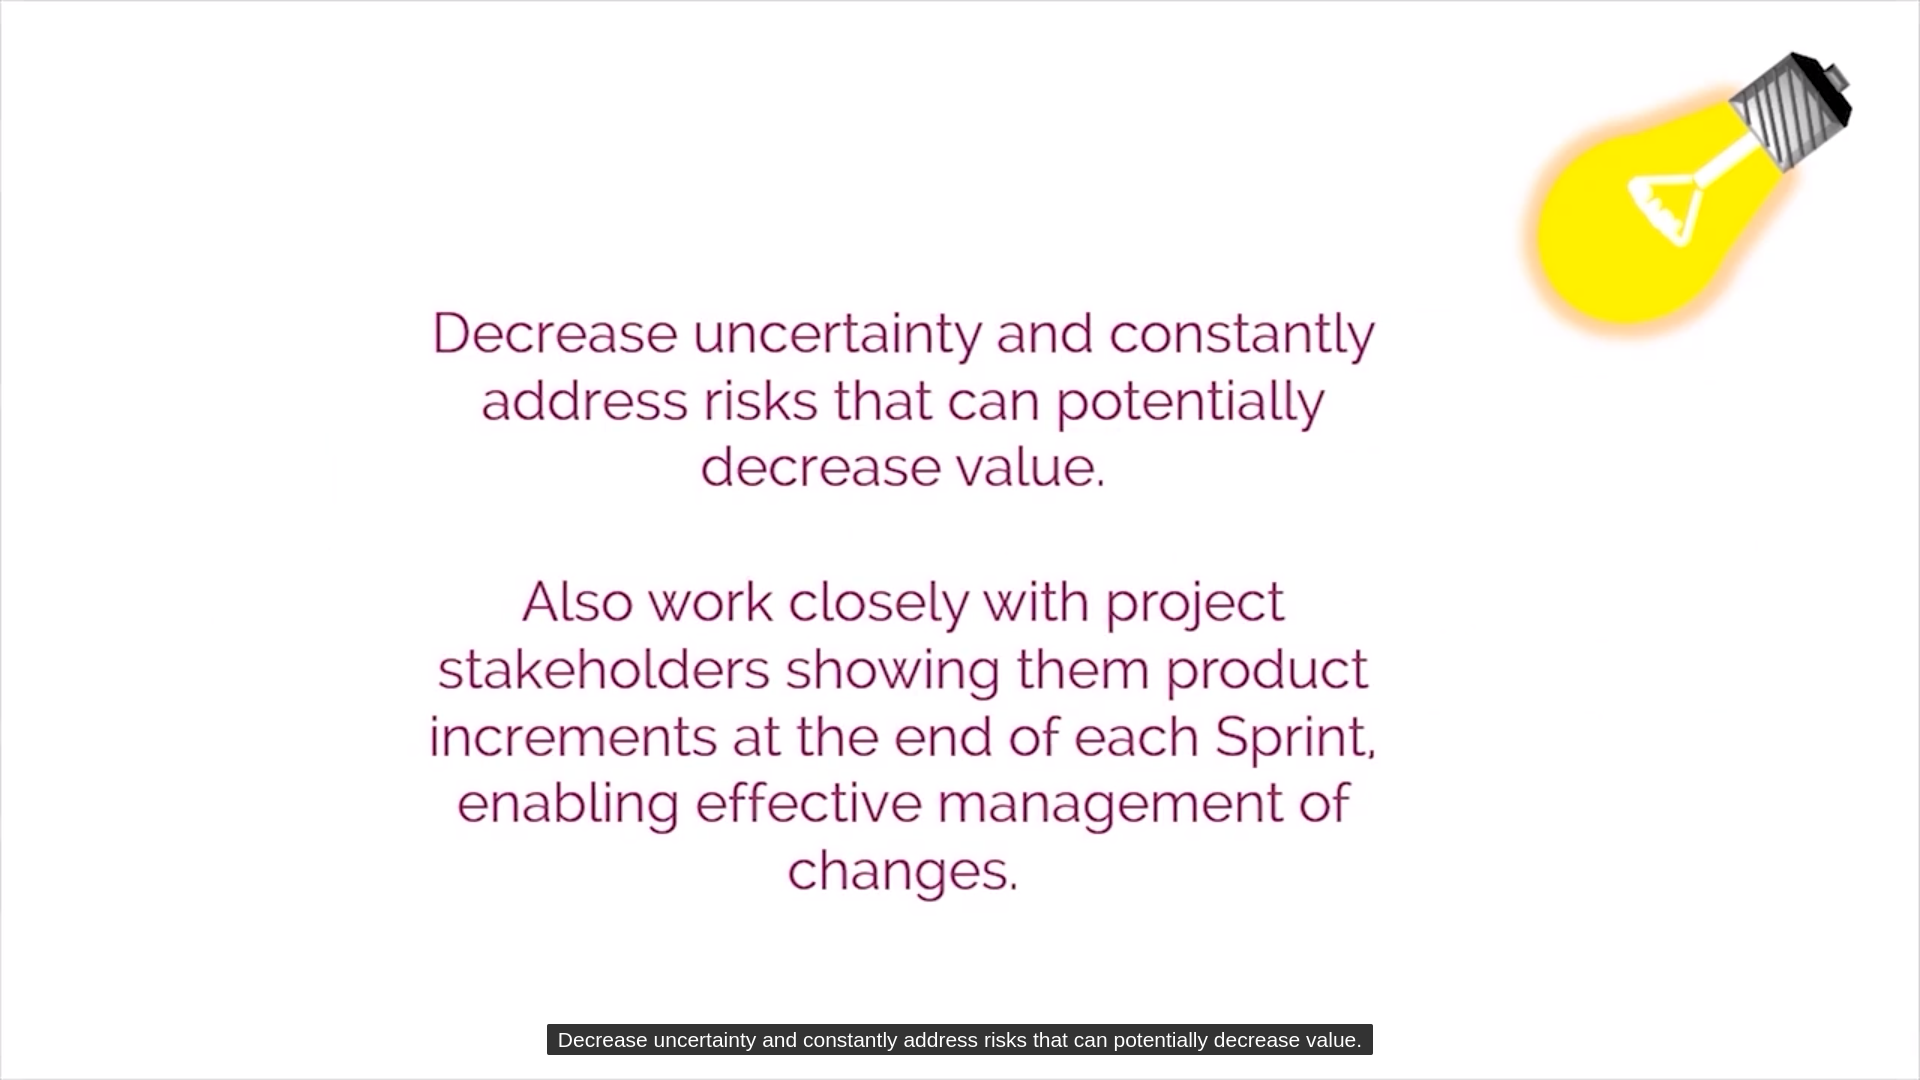 Decrease uncertainty and constantly
address risks that can potentially
decrease value.
Also work closely with project
stakeholders showing them product
increments at the end of each Sprint,
enabling effective management of
changes.
Decrease uncertainty and constantly address risks that can potentially decrease value.